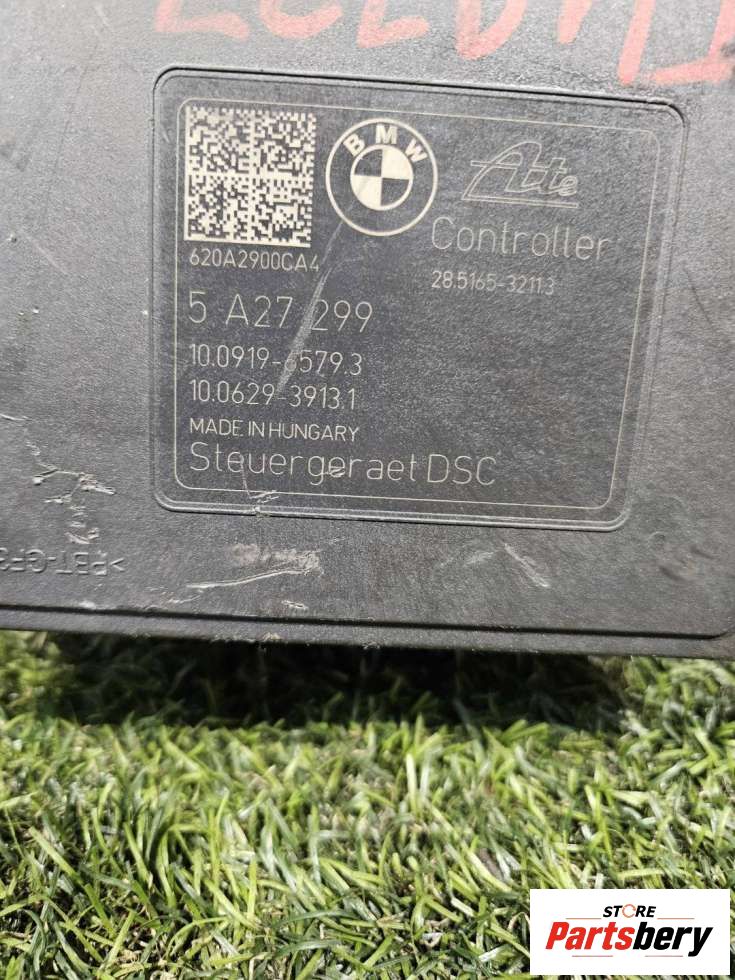 BMW
Ate
Controller
28.5165-3211.3
620A2900CA4
5 A27 299
10.0919-6579.3
10.0629-3913.1
MADE IN HUNGARY
Steuergeraet DSC
STORE
Partsbery